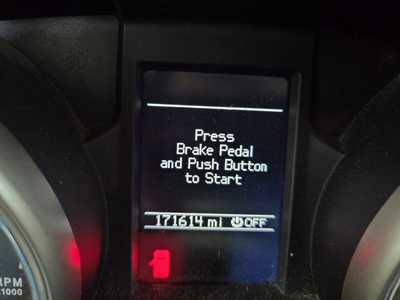 Press
Brake Pedal
and Push Button
to Start
171614 mi ⏻OFF
RPM
x1000